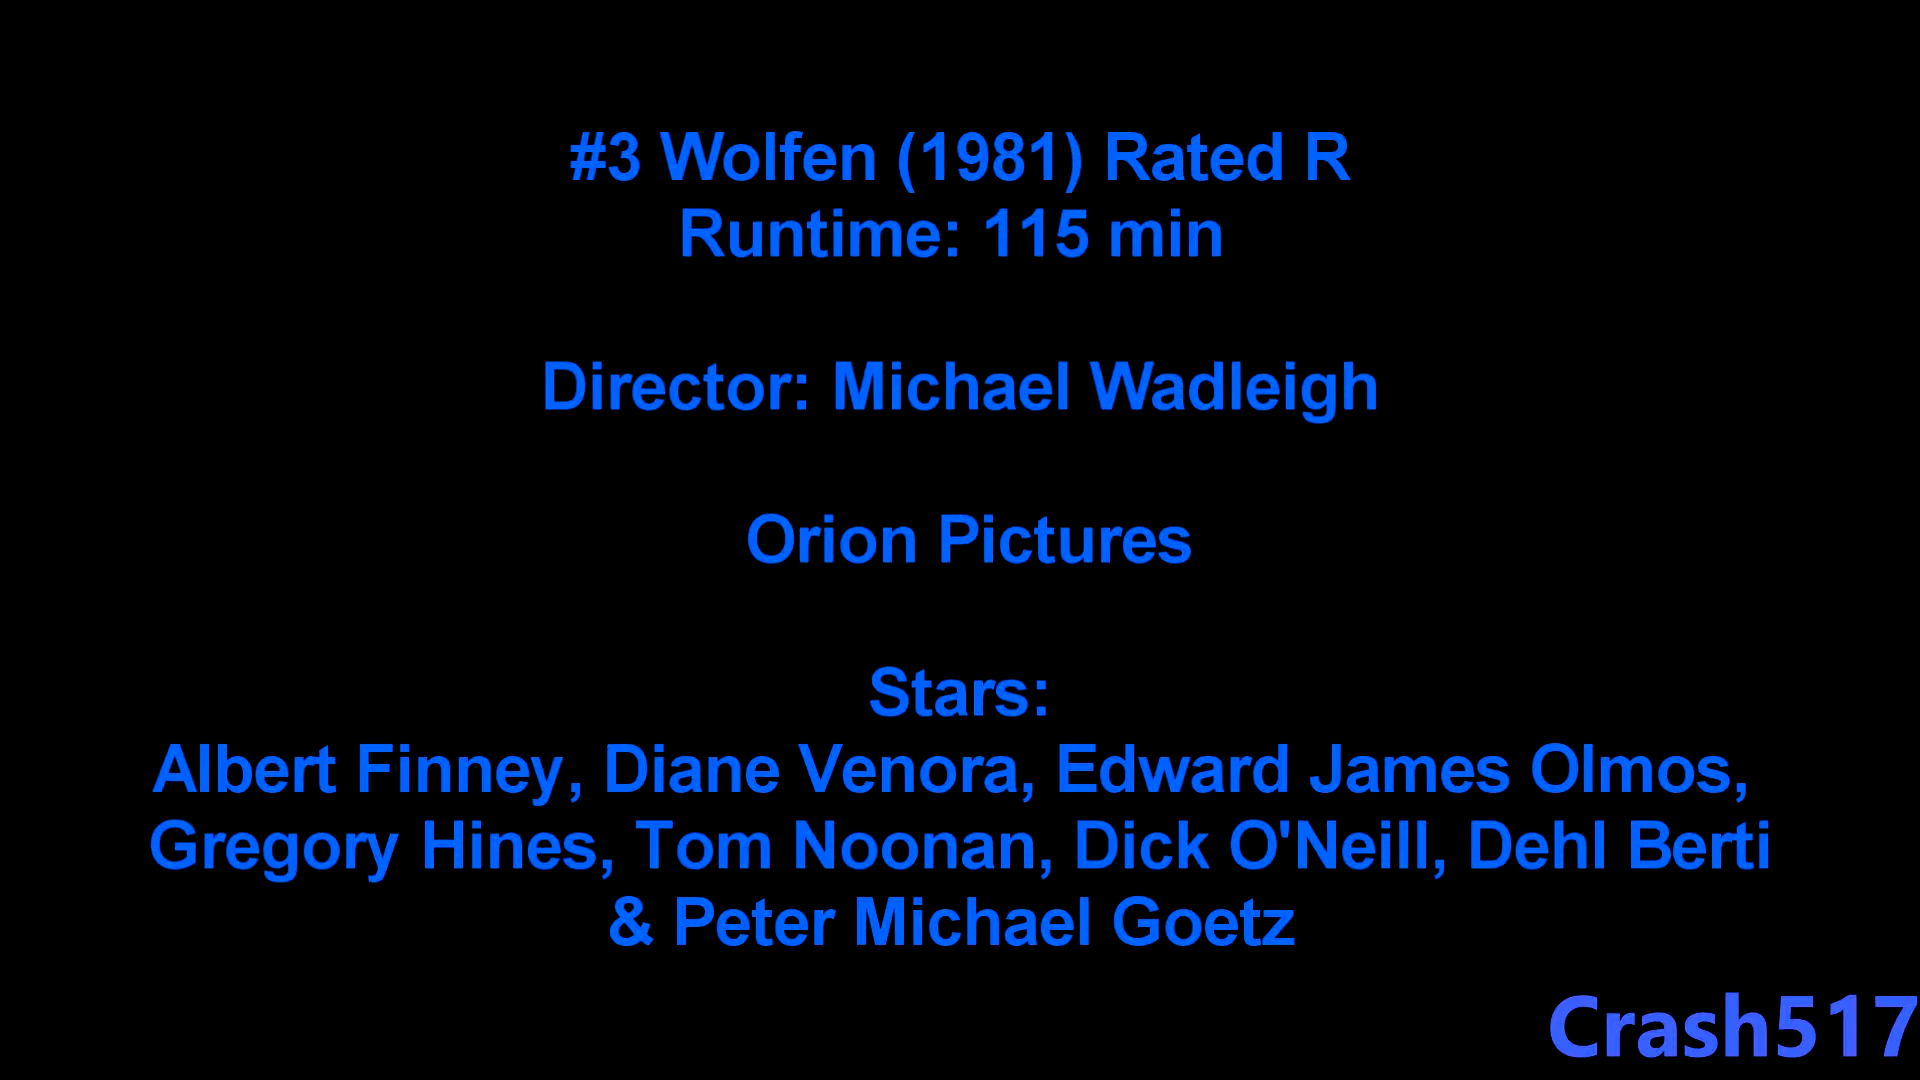 #3 Wolfen (1981) Rated R
Runtime: 115 min
Director: Michael Wadleigh
Orion Pictures
Stars:
Albert Finney, Diane Venora, Edward James Olmos,
Gregory Hines, Tom Noonan, Dick O'Neill, Dehl Berti
& Peter Michael Goetz
Crash517